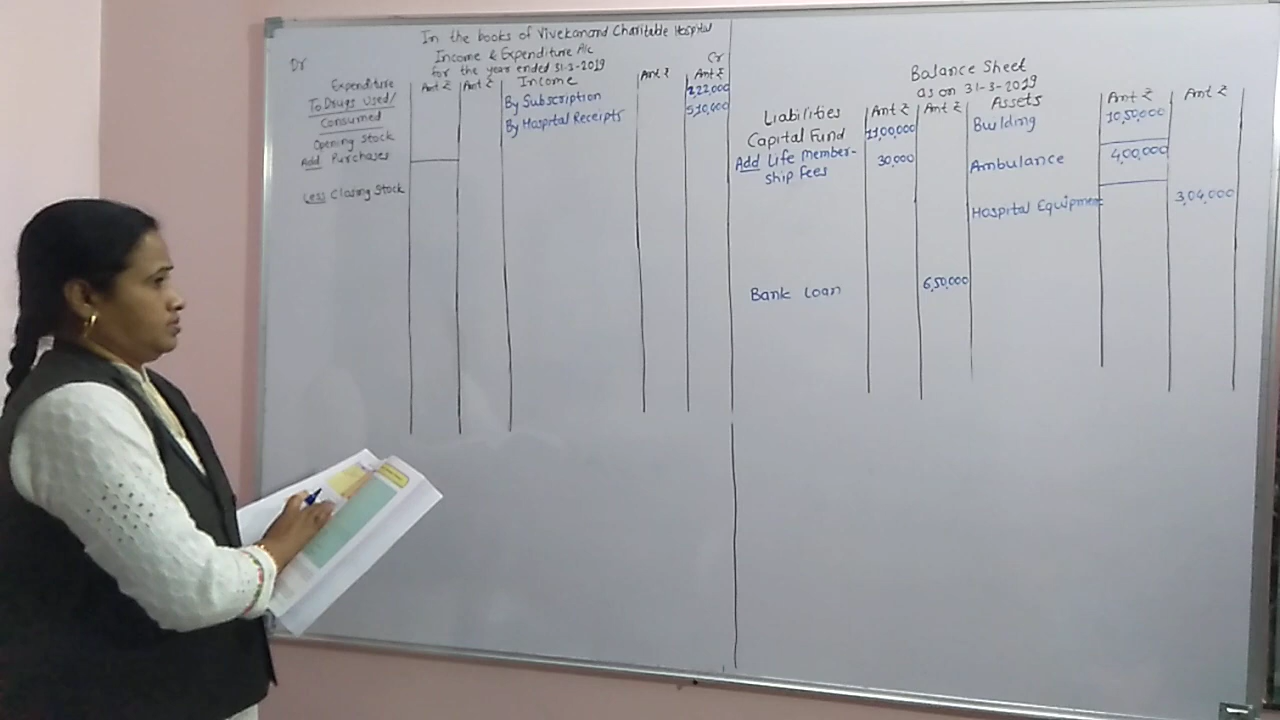 In the books of Vivekanand Charitable Hospital
Income & Expenditure A/c
for the year ended 31-3-2019
Dr
Cr
Expenditure Amt ₹ Amt ₹ Income Amt ₹ Amt ₹
To Drugs Used/
Consumed
Opening Stock
Add Purchases
Less Closing Stock
By Subscription 2,22,000
By Hospital Receipts 5,10,000
Balance Sheet
as on 31-3-2019
Liabilities Amt ₹ Amt ₹ Assets Amt ₹ Amt ₹
Capital Fund 11,00,000
Add Life member-
ship fees 30,000
Bank Loan 6,50,000
Building 10,50,000
Ambulance 4,00,000
Hospital Equipment 3,04,000